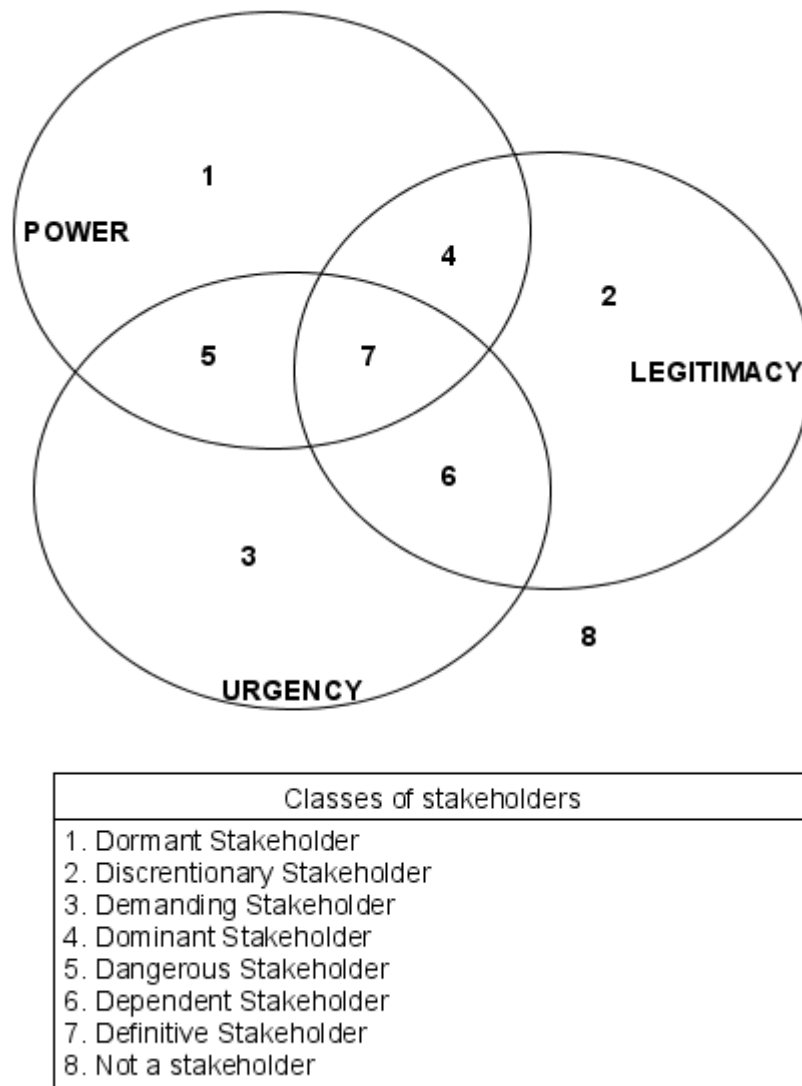 1
POWER
4
2
5
7
LEGITIMACY
6
3
8
URGENCY
Classes of stakeholders
1. Dormant Stakeholder
2. Discrentionary Stakeholder
3. Demanding Stakeholder
4. Dominant Stakeholder
5. Dangerous Stakeholder
6. Dependent Stakeholder
7. Definitive Stakeholder
8. Not a stakeholder